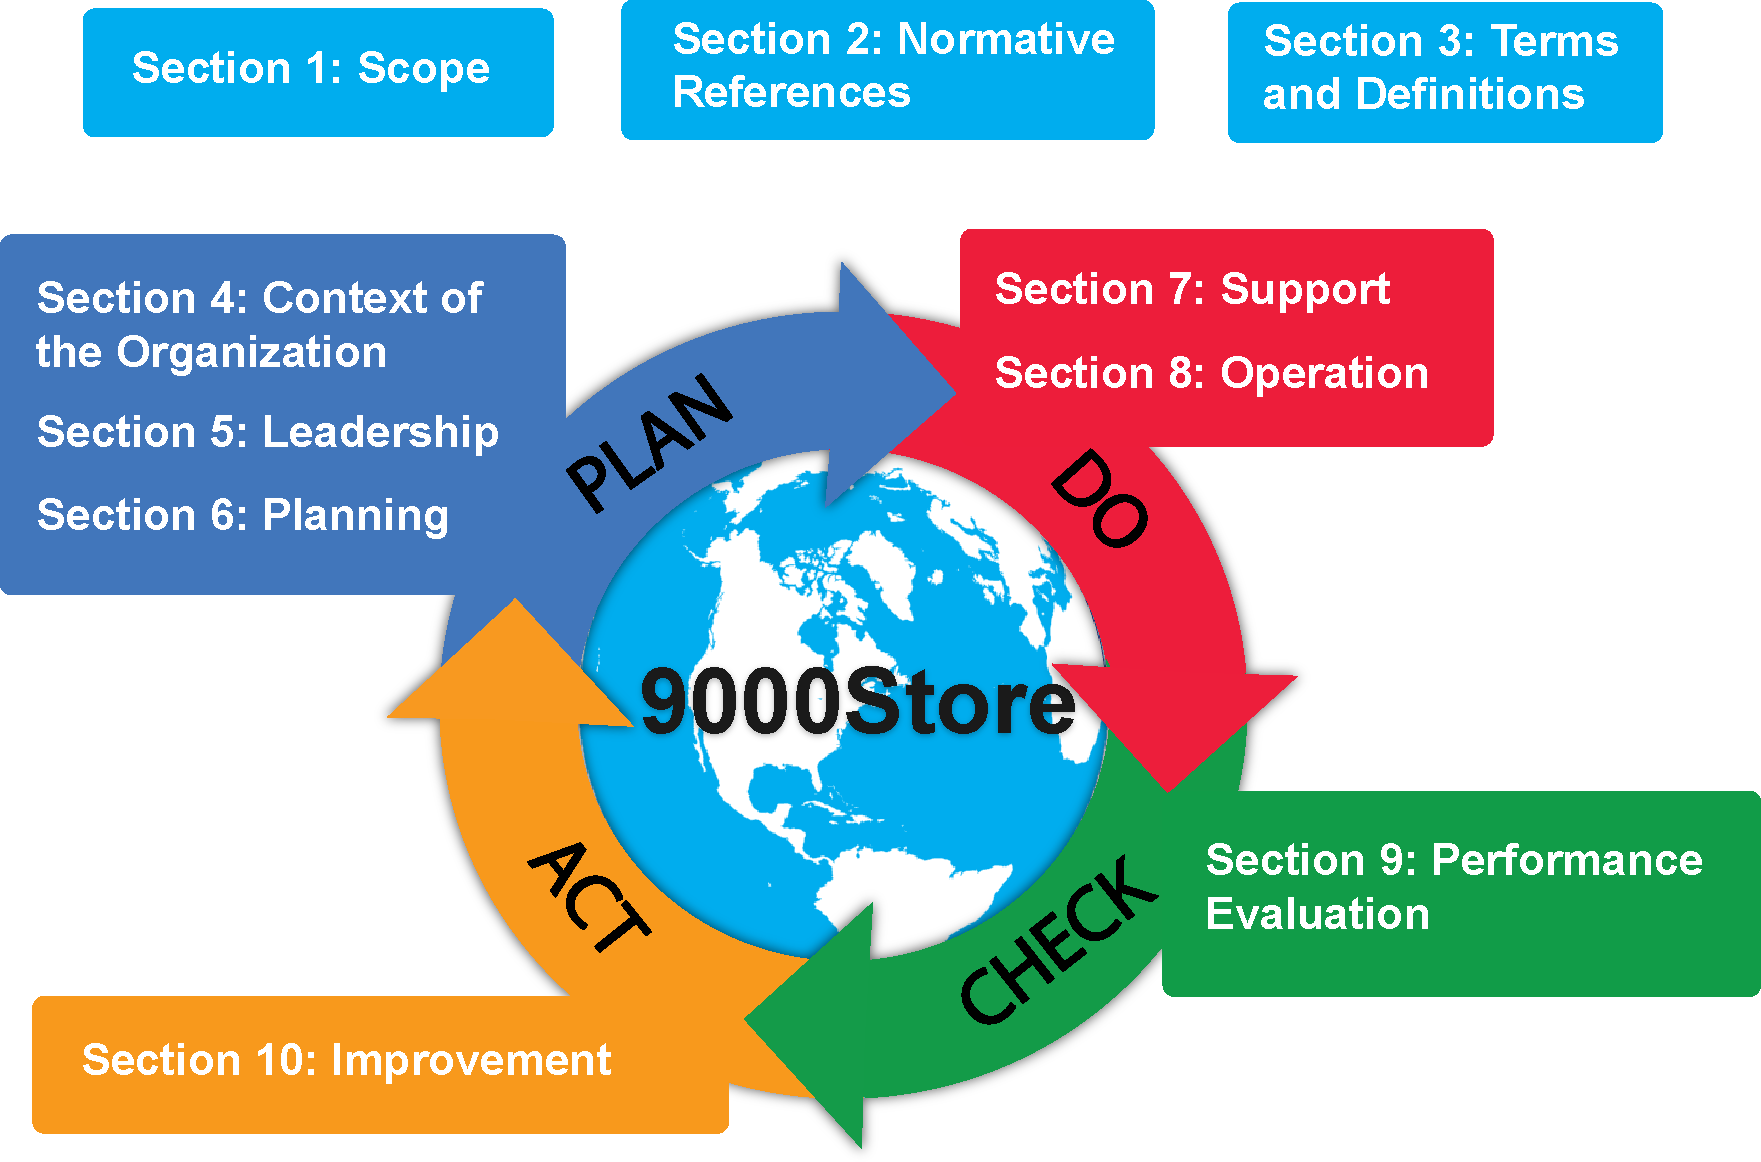 Section 1: Scope
Section 2: Normative
References
Section 3: Terms
and Definitions
Section 4: Context of
the Organization
Section 5: Leadership
Section 6: Planning
Section 7: Support
Section 8: Operation
PLAN
DO
9000Store
ACT
CHECK
Section 9: Performance
Evaluation
Section 10: Improvement